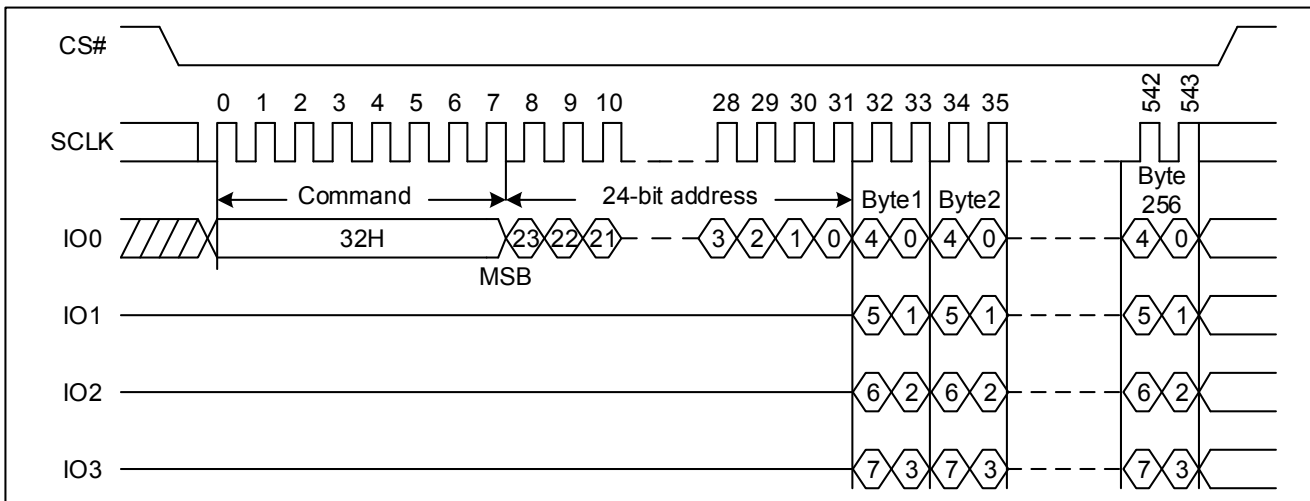 CS#
0 1 2 3 4 5 6 7 8 9 10 28 29 30 31 32 33 34 35 542 543
SCLK
Command 24-bit address Byte1 Byte2 Byte
256
IO0 32H 23 22 21 3 2 1 0 4 0 4 0 4 0
MSB
IO1 5 1 5 1 5 1
IO2 6 2 6 2 6 2
IO3 7 3 7 3 7 3